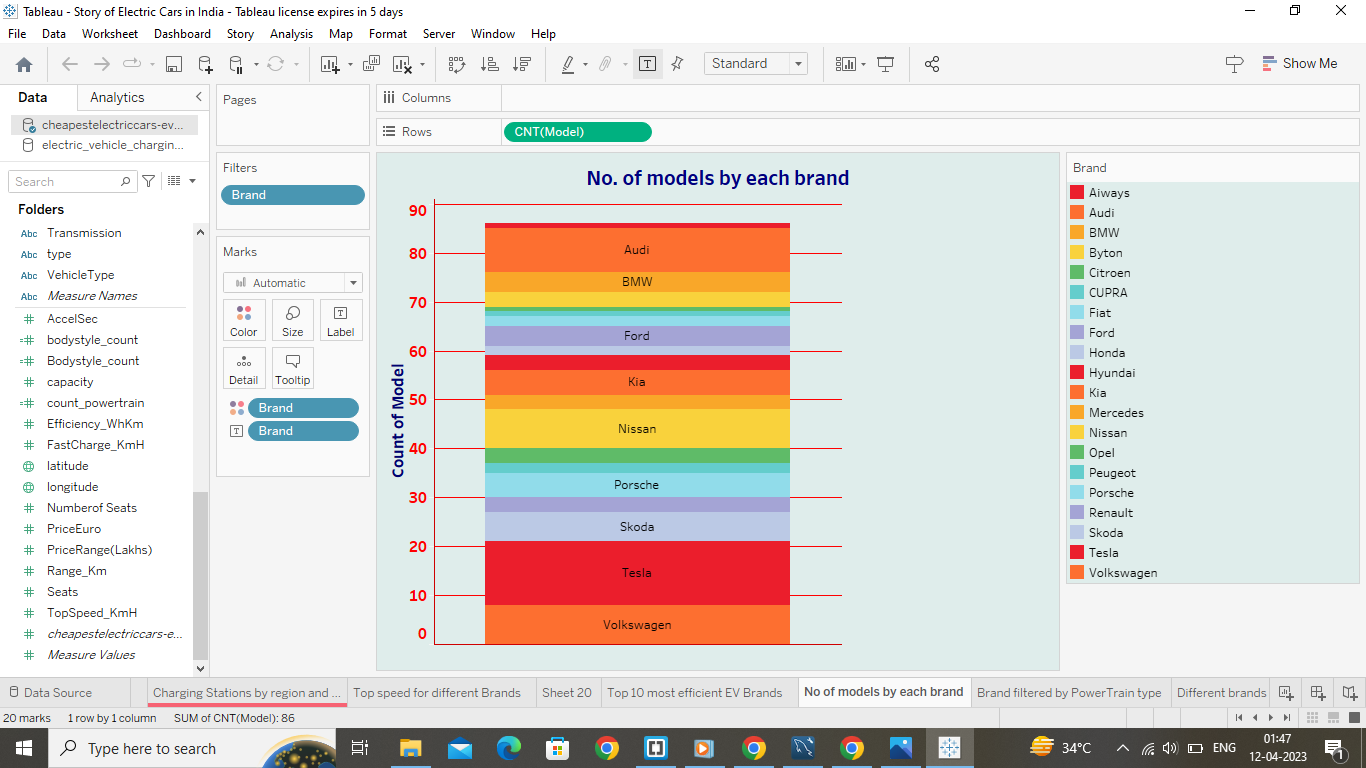 Tableau - Story of Electric Cars in India - Tableau license expires in 5 days
File Data Worksheet Dashboard Story Analysis Map Format Server Window Help
Standard
Show Me
Data Analytics
cheapestelectriccars-ev...
electric_vehicle_chargin...
Search
Folders
Abc Transmission
Abc type
Abc VehicleType
Abc Measure Names
# AccelSec
=# bodystyle_count
# Bodystyle_count
# capacity
=# count_powertrain
# Efficiency_WhKm
# FastCharge_KmH
latitude
longitude
# Numberof Seats
# PriceEuro
# PriceRange(Lakhs)
# Range_Km
# Seats
# TopSpeed_KmH
# cheapestelectriccars-e...
# Measure Values
Pages
Filters
Brand
Marks
Automatic
Color Size Label
Detail Tooltip
Brand
Brand
Columns
Rows CNT(Model)
No. of models by each brand
Count of Model
90
80
70
60
50
40
30
20
10
0
Audi
BMW
Ford
Kia
Nissan
Porsche
Skoda
Tesla
Volkswagen
Brand
Aiways
Audi
BMW
Byton
Citroen
CUPRA
Fiat
Ford
Honda
Hyundai
Kia
Mercedes
Nissan
Opel
Peugeot
Porsche
Renault
Skoda
Tesla
Volkswagen
Data Source Charging Stations by region and ... Top speed for different Brands Sheet 20 Top 10 most efficient EV Brands No of models by each brand Brand filtered by PowerTrain type Different brands
20 marks 1 row by 1 column SUM of CNT(Model): 86
Type here to search
34°C
ENG
01:47
12-04-2023
1